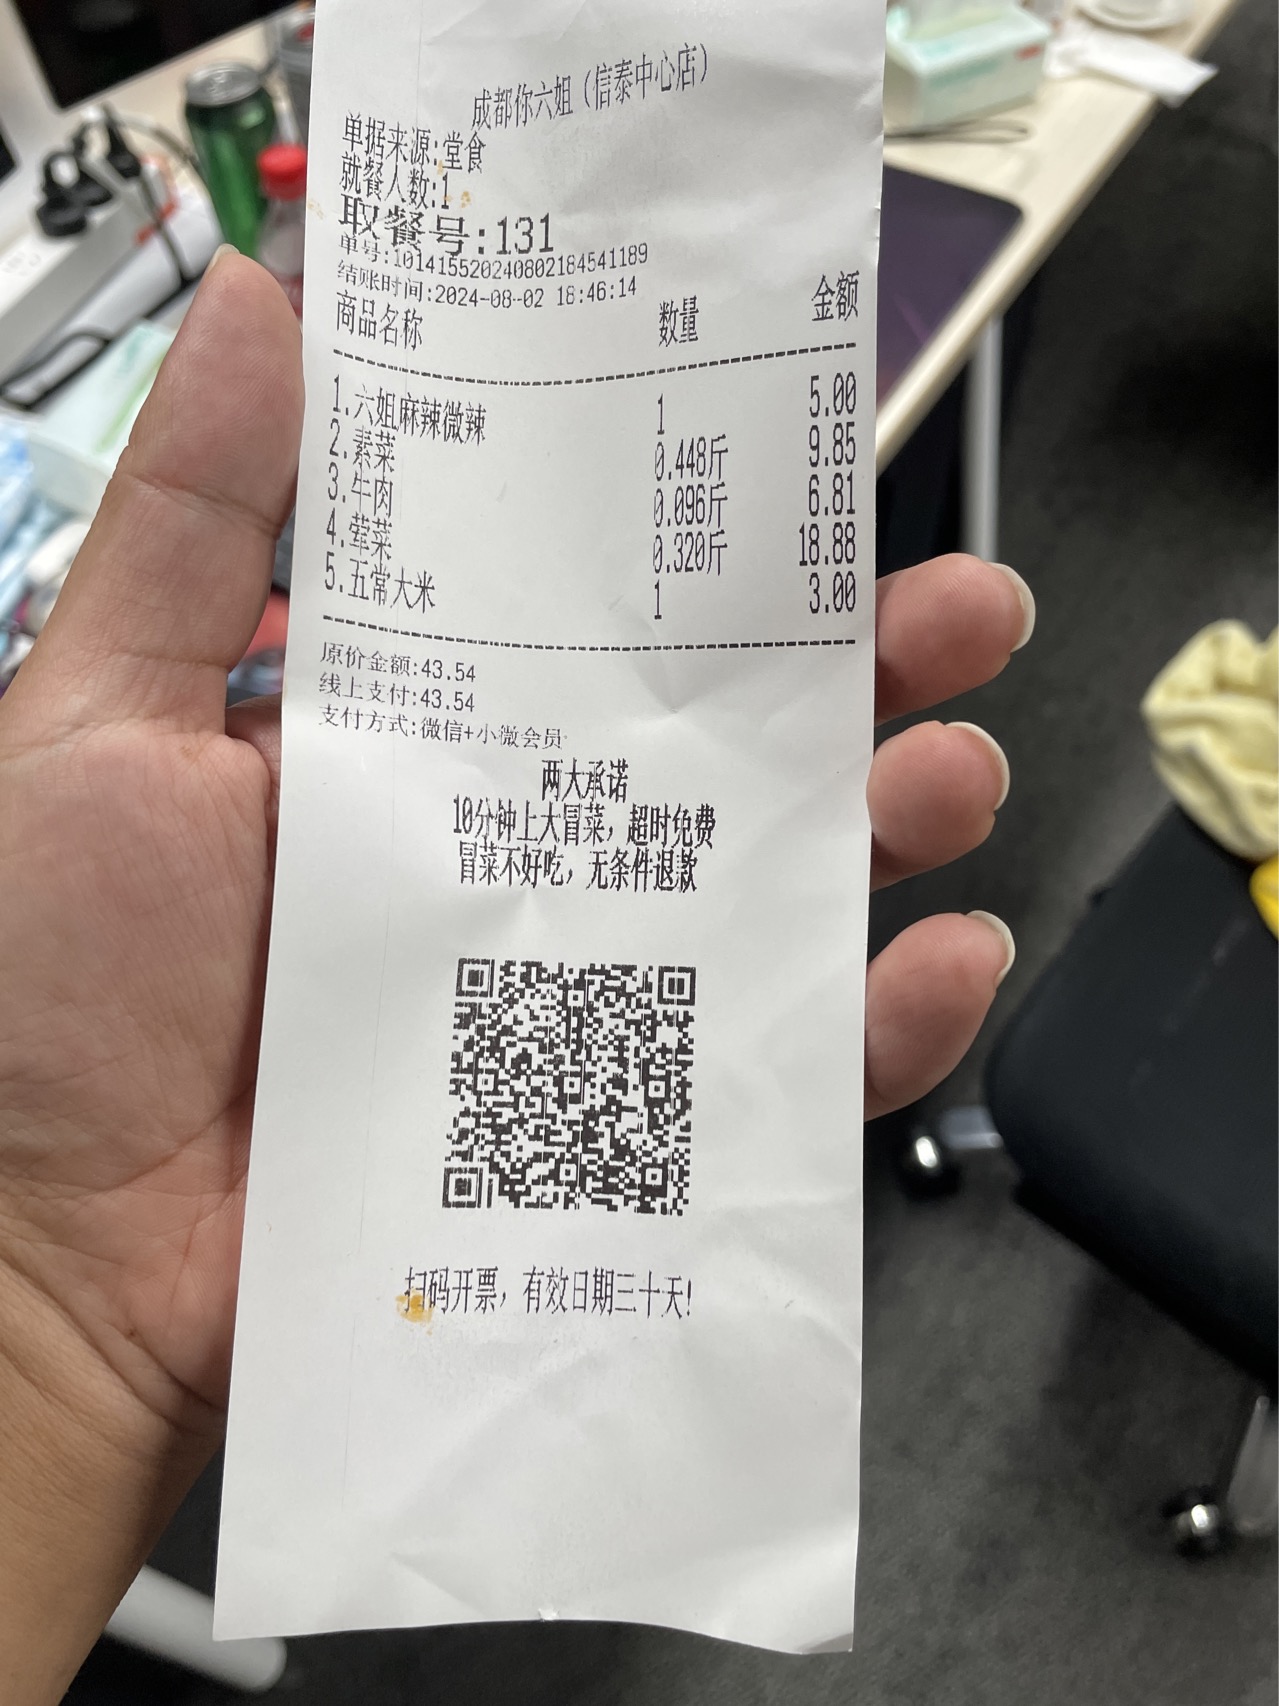 成都你六姐（信泰中心店）
单据来源:堂食
就餐人数:1
取餐号:131
单号:10141552024080218454118​9
结账时间:2024-08-02 18:46:14
商品名称 数量 金额
1.六姐麻辣微辣 1 5.00
2.素菜 0.448斤 9.85
3.牛肉 0.096斤 6.81
4.荤菜 0.320斤 18.88
5.五常大米 1 3.00
原价金额:43.54
线上支付:43.54
支付方式:微信+小微会员
两大承诺
10分钟上大冒菜，超时免费
冒菜不好吃，无条件退款
扫码开票，有效日期三十天!